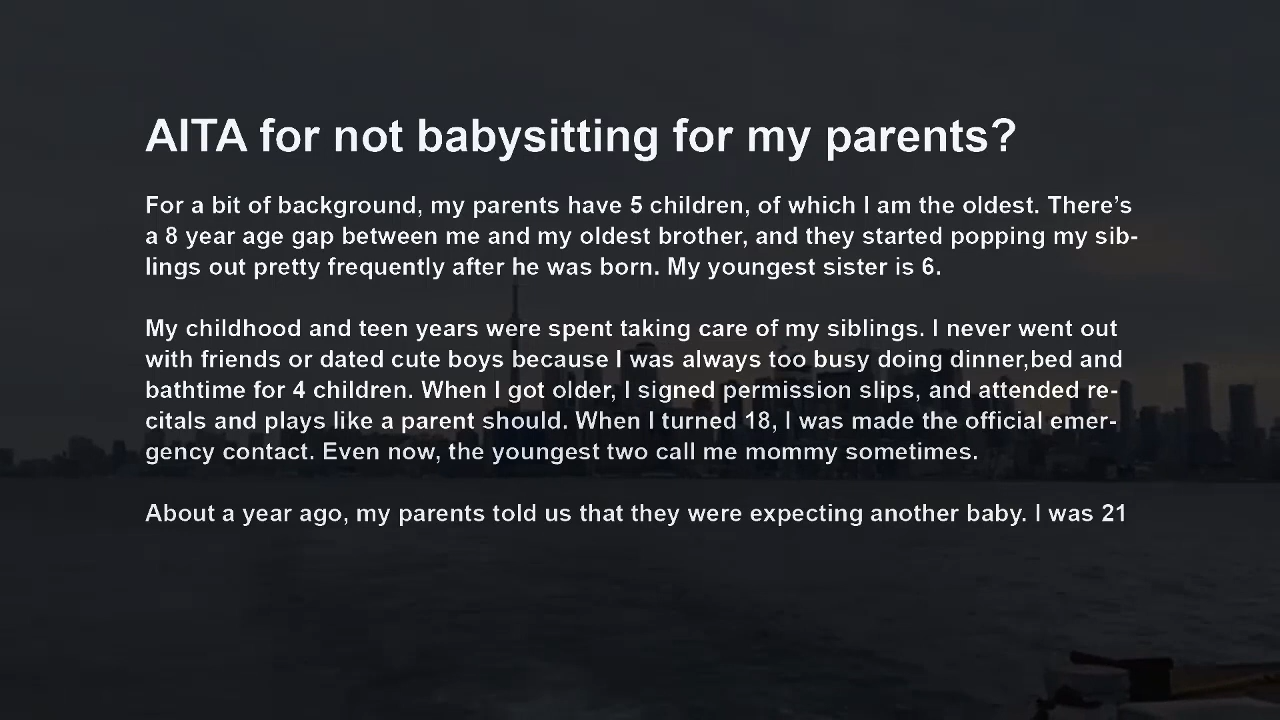 AITA for not babysitting for my parents?
For a bit of background, my parents have 5 children, of which I am the oldest. There’s
a 8 year age gap between me and my oldest brother, and they started popping my sib-
lings out pretty frequently after he was born. My youngest sister is 6.
My childhood and teen years were spent taking care of my siblings. I never went out
with friends or dated cute boys because I was always too busy doing dinner,bed and
bathtime for 4 children. When I got older, I signed permission slips, and attended re-
citals and plays like a parent should. When I turned 18, I was made the official emer-
gency contact. Even now, the youngest two call me mommy sometimes.
About a year ago, my parents told us that they were expecting another baby. I was 21